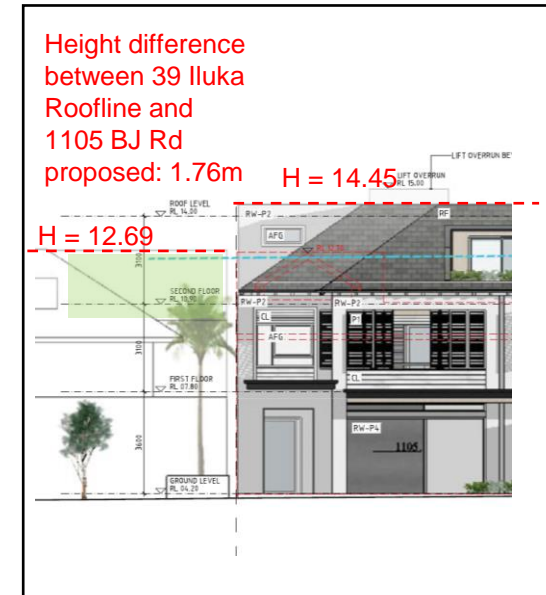 Height difference
between 39 Iluka
Roofline and
1105 BJ Rd
proposed: 1.76m
LIFT OVERRUN BE
H = 14.45
LIFT OVERRUN
RL 15.00
ROOF LEVEL
RL 14.00
RW-P2
RF
AFG
H = 12.69
3100
SECOND FLOOR
RL 10.90
RW-P2
RW-P2
CL
P1
AFG
3100
FIRST FLOOR
RL 07.80
CL
RW-P4
3600
1105
GROUND LEVEL
RL 04.20